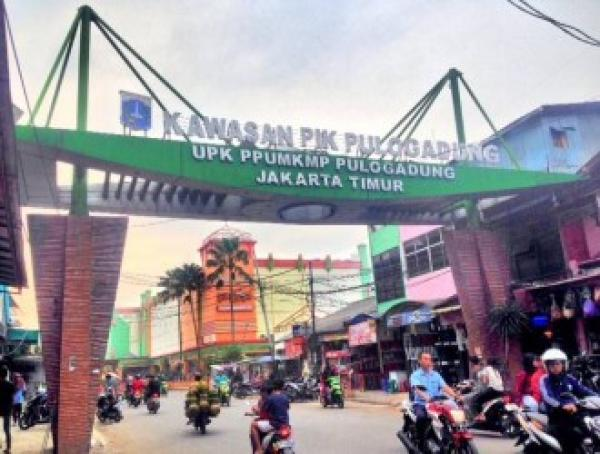 KAWASAN PIK PULOGADUNG
UPK PPUMKMP PULOGADUNG
JAKARTA TIMUR